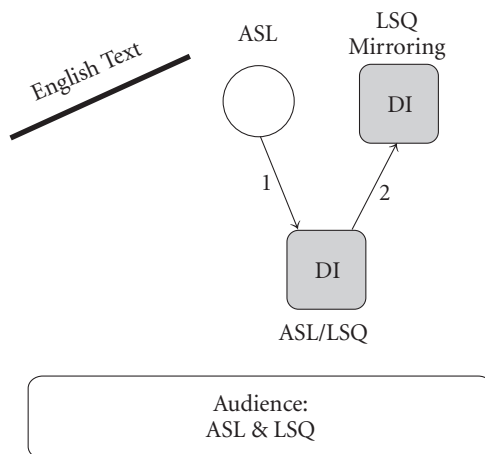 English Text
ASL
LSQ
Mirroring
DI
1
2
DI
ASL/LSQ
Audience:
ASL & LSQ